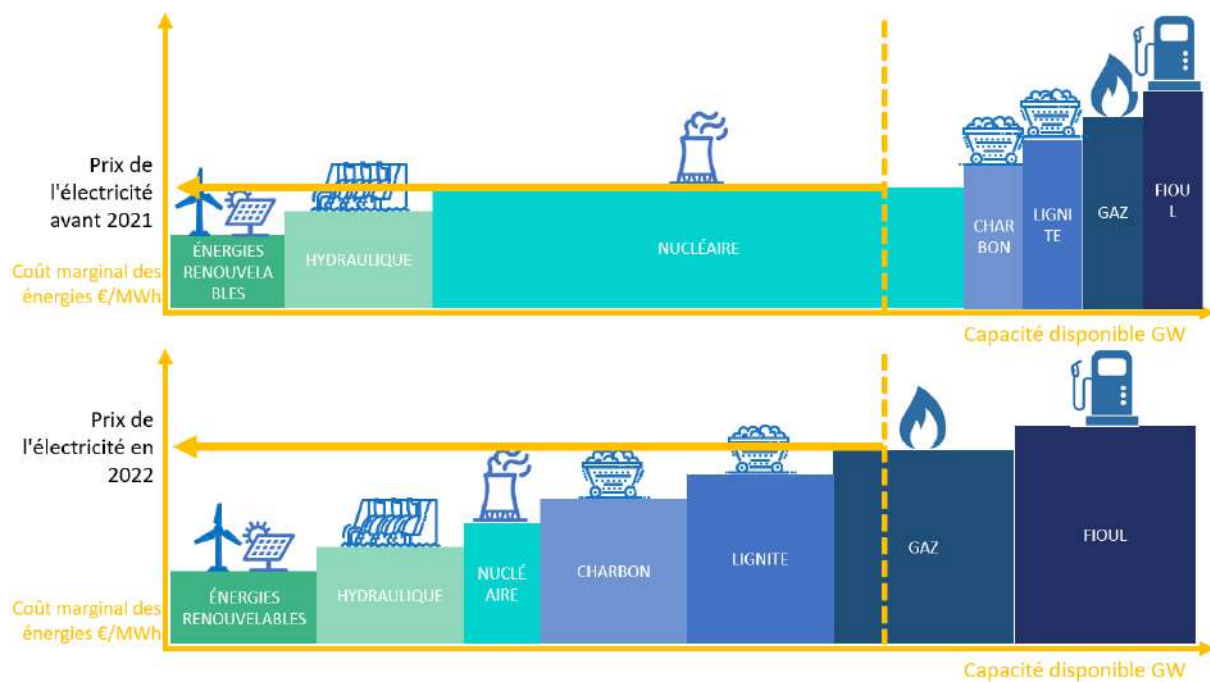 Prix de
l'électricité
avant 2021
Coût marginal des
énergies €/MWh
ÉNERGIES
RENOUVELA
BLES
HYDRAULIQUE
NUCLÉAIRE
CHAR
BON
LIGNI
TE
GAZ
FIOU
L
Capacité disponible GW
Prix de
l'électricité en
2022
Coût marginal des
énergies €/MWh
ÉNERGIES
RENOUVELABLES
HYDRAULIQUE
NUCLÉ
AIRE
CHARBON
LIGNITE
GAZ
FIOUL
Capacité disponible GW